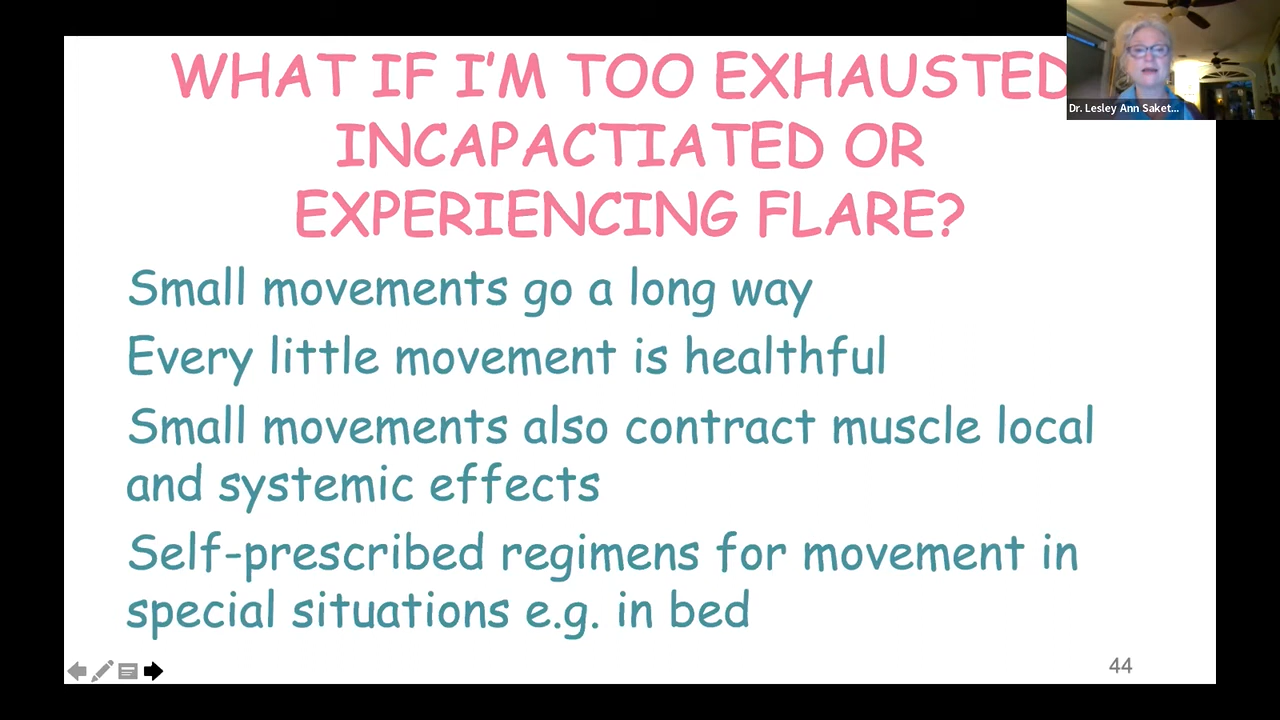 WHAT IF I'M TOO EXHAUSTED
INCAPACTIATED OR
EXPERIENCING FLARE?
Dr. Lesley Ann Saket...
Small movements go a long way
Every little movement is healthful
Small movements also contract muscle local
and systemic effects
Self-prescribed regimens for movement in
special situations e.g. in bed
44